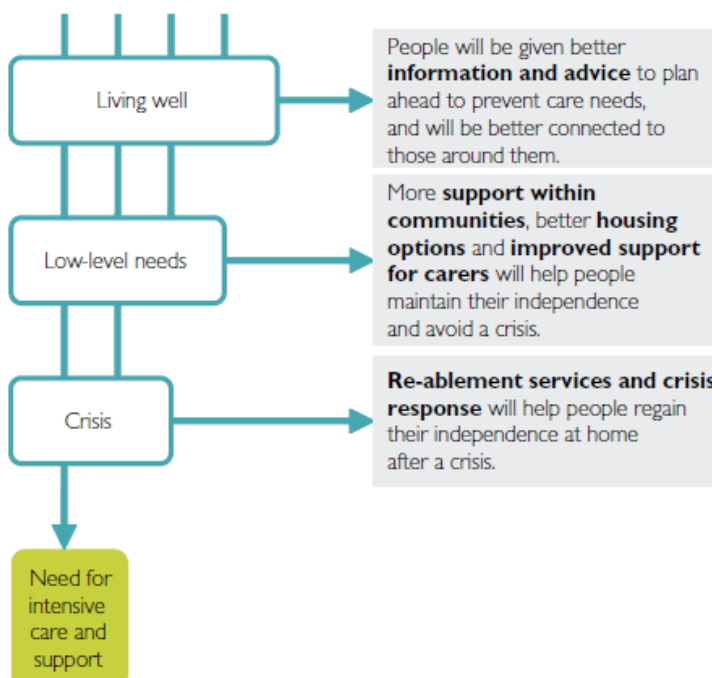 Living well
People will be given better
information and advice to plan
ahead to prevent care needs,
and will be better connected to
those around them.
Low-level needs
More support within
communities, better housing
options and improved support
for carers will help people
maintain their independence
and avoid a crisis.
Crisis
Re-ablement services and crisis
response will help people regain
their independence at home
after a crisis.
Need for
intensive
care and
support